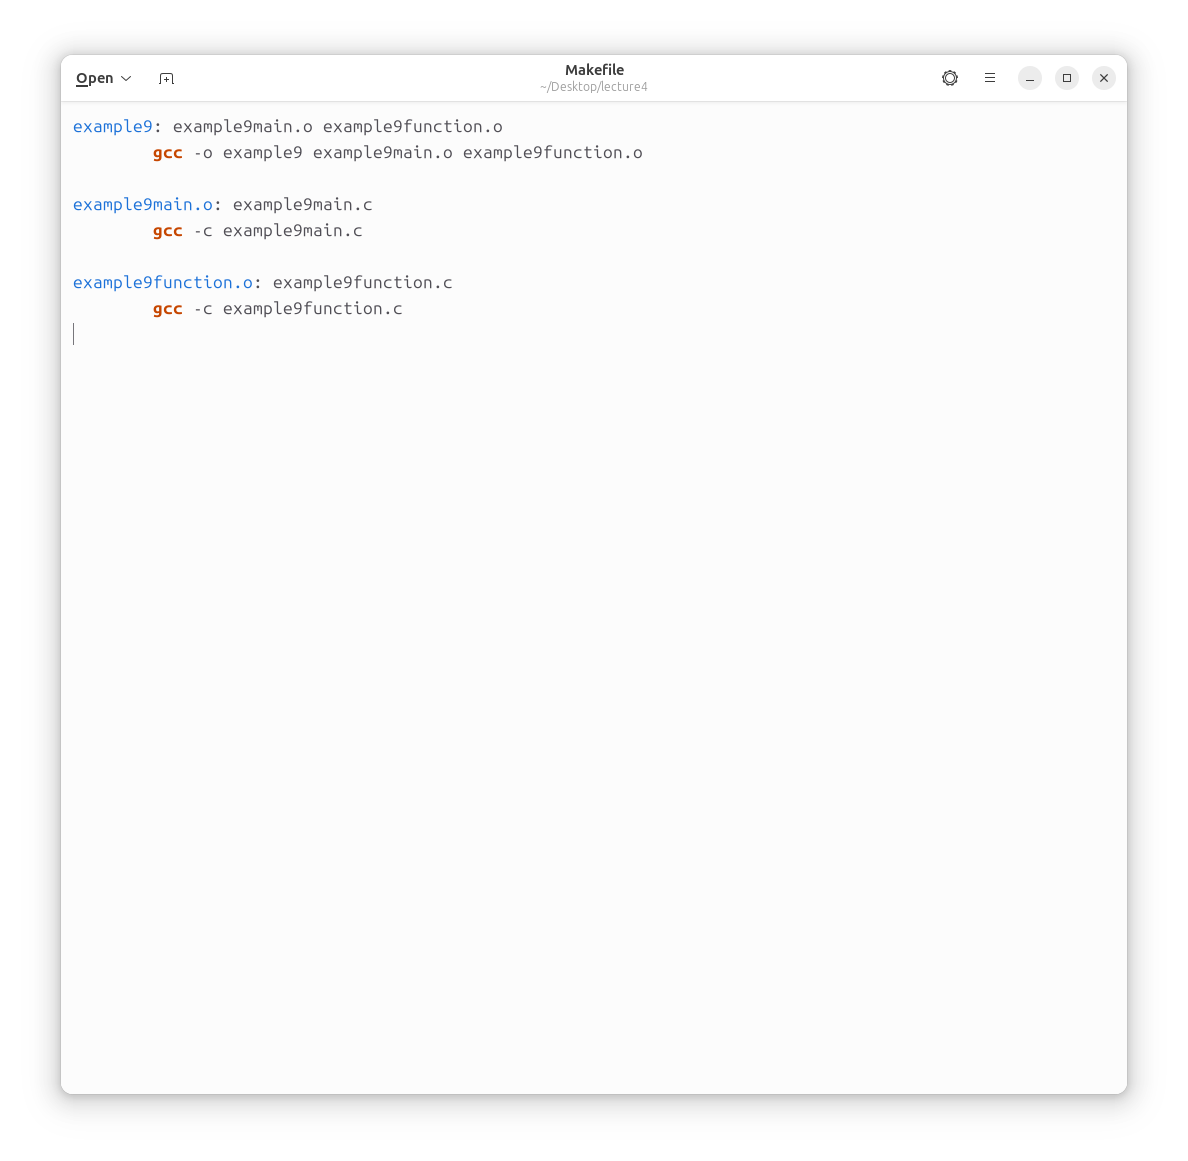 Open
Makefile
~/Desktop/lecture4
example9: example9main.o example9function.o
	gcc -o example9 example9main.o example9function.o

example9main.o: example9main.c
	gcc -c example9main.c

example9function.o: example9function.c
	gcc -c example9function.c